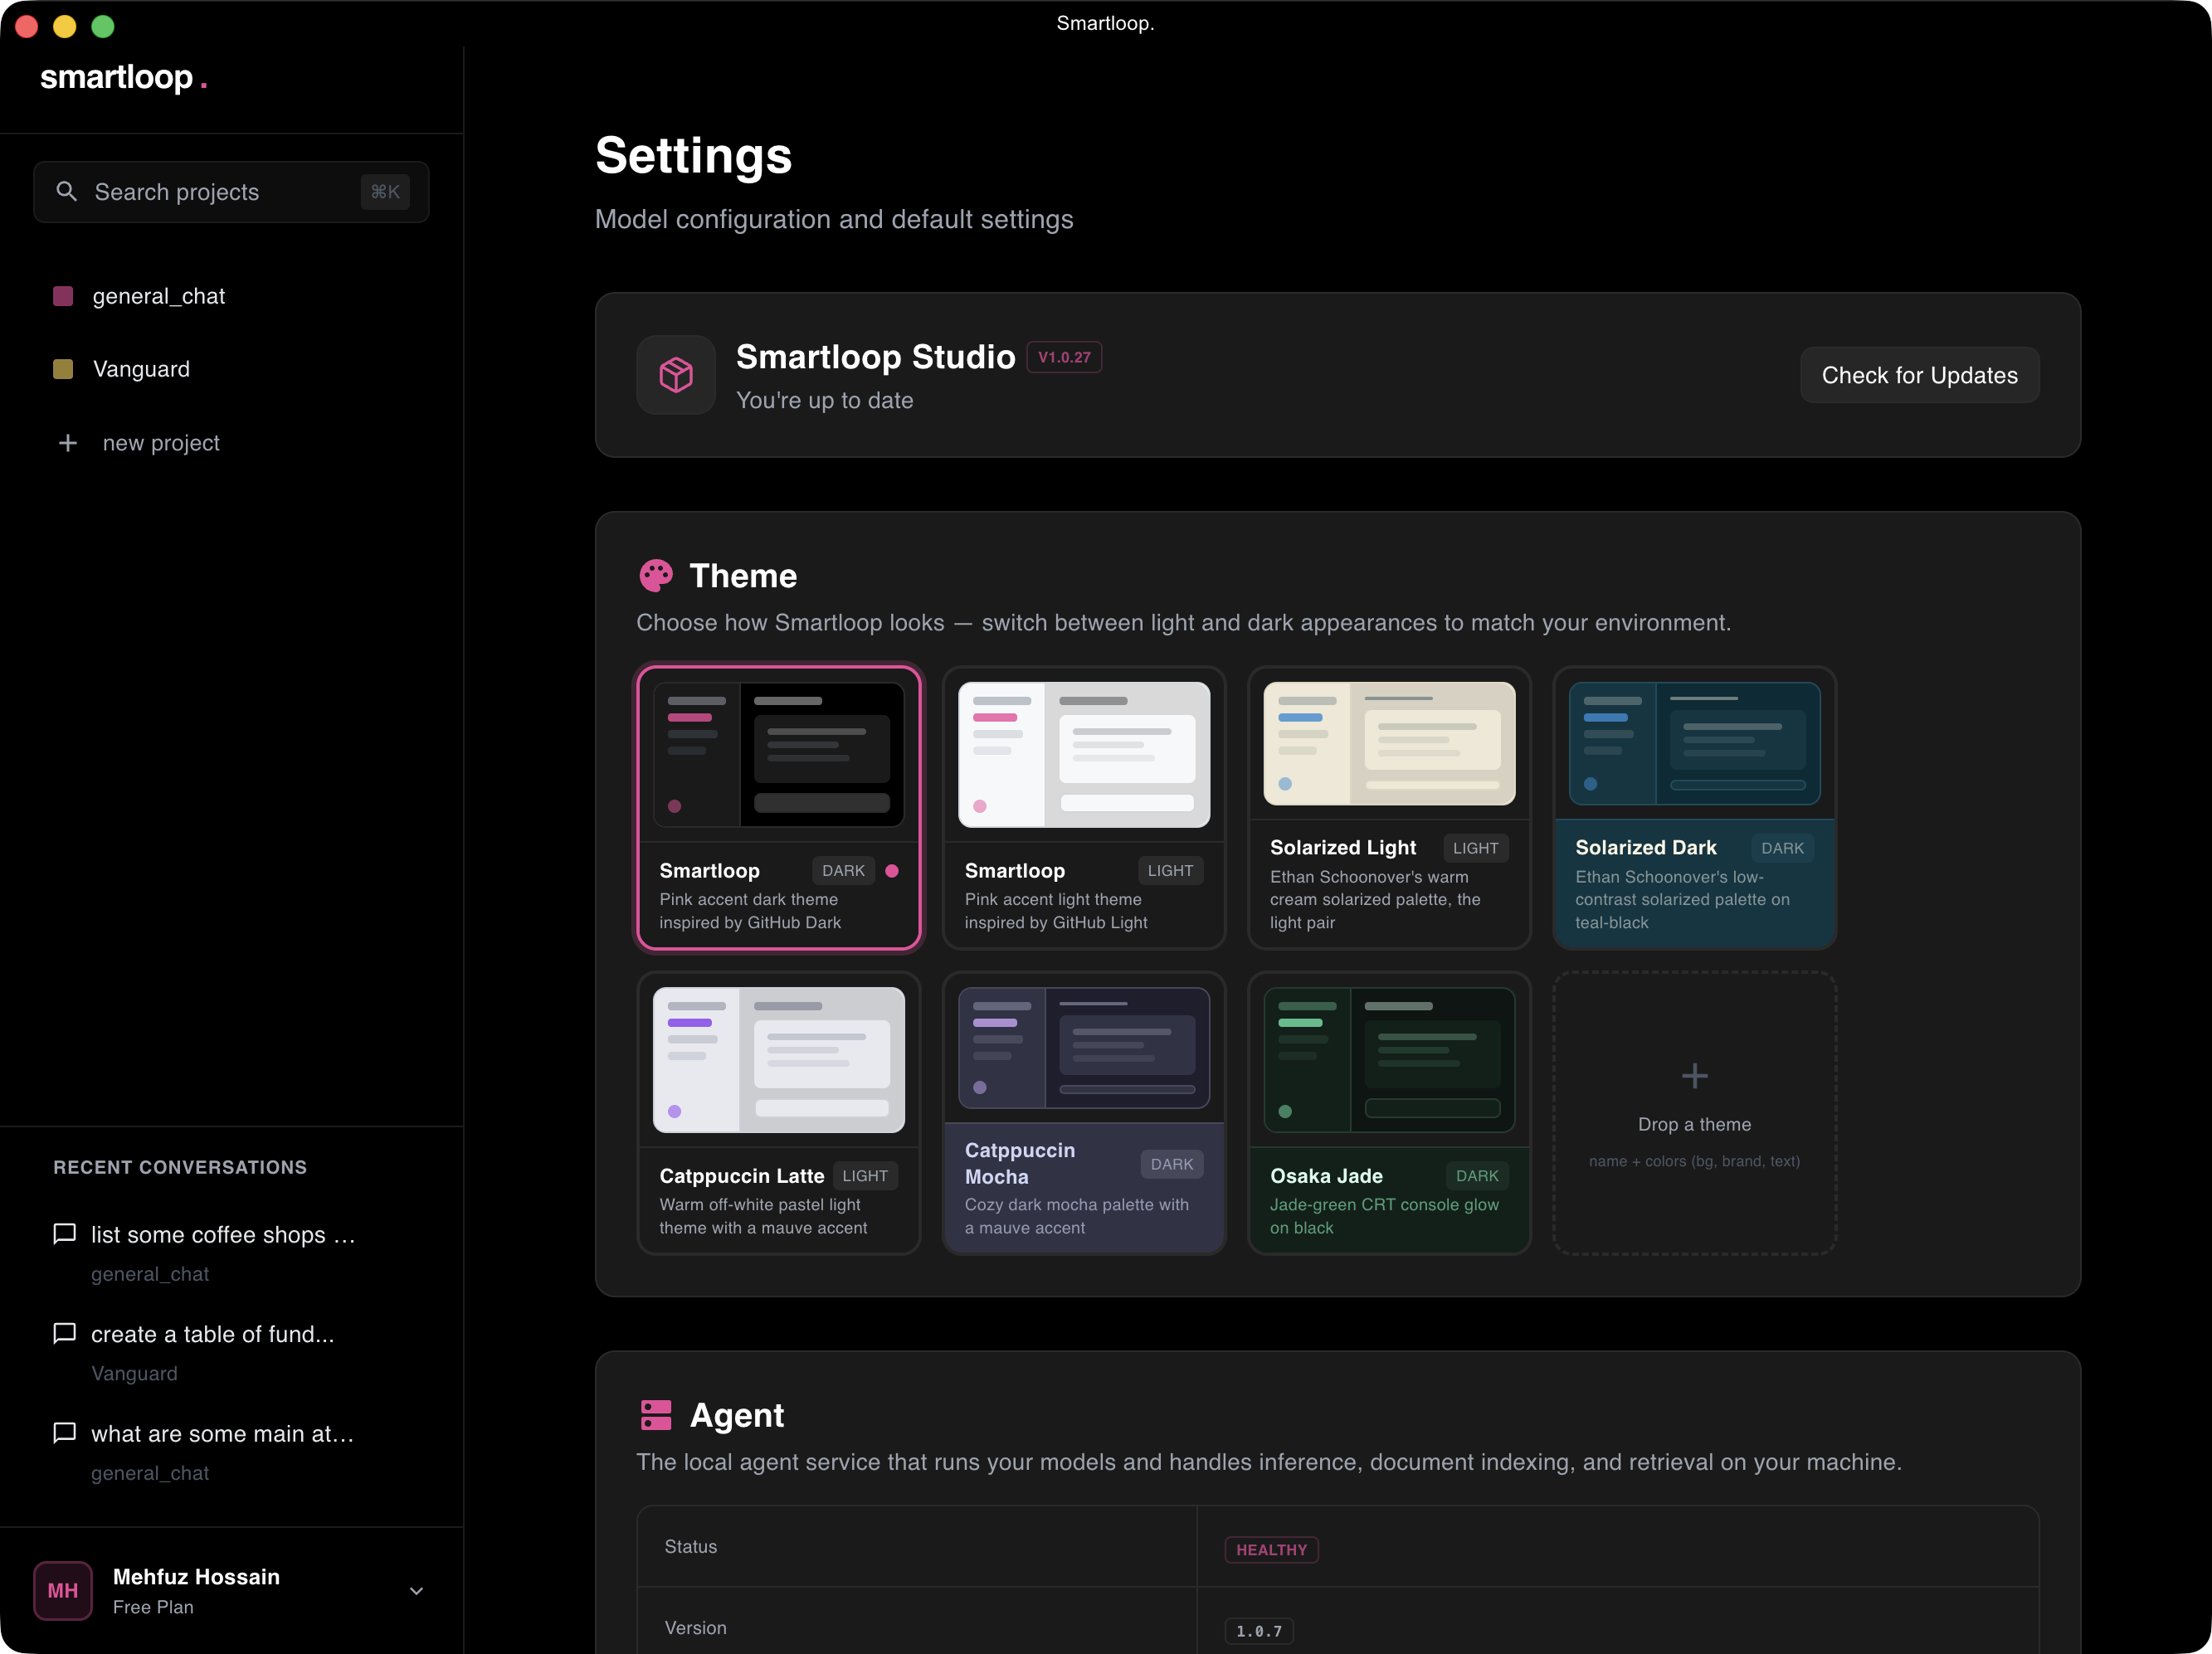 Smartloop.
smartloop.
Search projects ⌘K
general_chat
Vanguard
+ new project
RECENT CONVERSATIONS
list some coffee shops ...
general_chat
create a table of fund...
Vanguard
what are some main at...
general_chat
MH
Mehfuz Hossain
Free Plan
Settings
Model configuration and default settings
Smartloop Studio V1.0.27
You're up to date
Check for Updates
Theme
Choose how Smartloop looks — switch between light and dark appearances to match your environment.
Smartloop DARK
Pink accent dark theme
inspired by GitHub Dark
Smartloop LIGHT
Pink accent light theme
inspired by GitHub Light
Solarized Light LIGHT
Ethan Schoonover's warm
cream solarized palette, the
light pair
Solarized Dark DARK
Ethan Schoonover's low-
contrast solarized palette on
teal-black
Catppuccin Latte LIGHT
Warm off-white pastel light
theme with a mauve accent
Catppuccin
Mocha DARK
Cozy dark mocha palette with
a mauve accent
Osaka Jade DARK
Jade-green CRT console glow
on black
+
Drop a theme
name + colors (bg, brand, text)
Agent
The local agent service that runs your models and handles inference, document indexing, and retrieval on your machine.
Status HEALTHY
Version 1.0.7